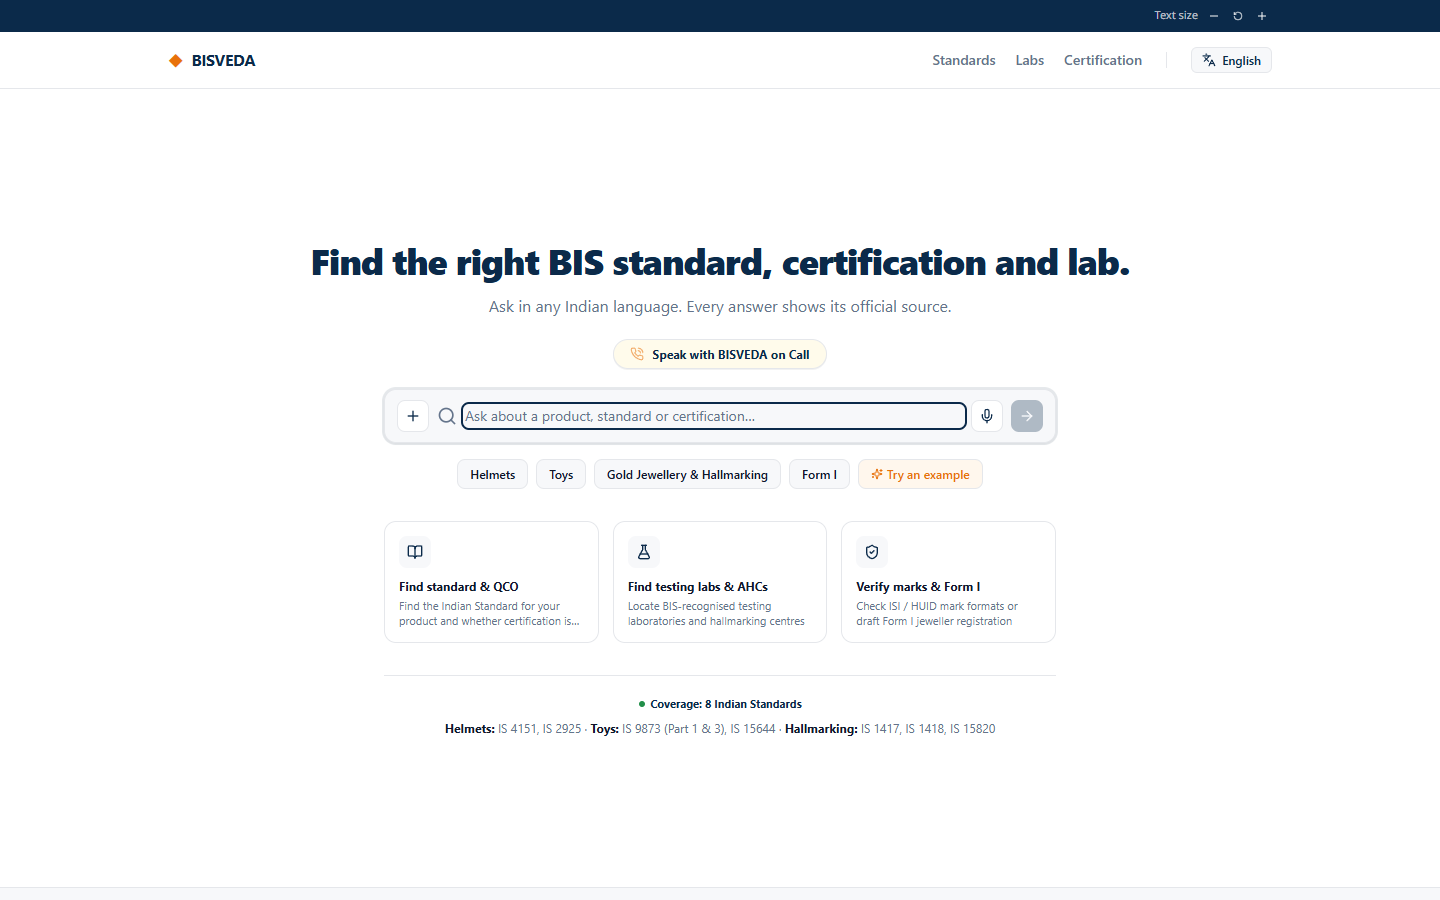 Text size
BISVEDA
Standards Labs Certification English
Find the right BIS standard, certification and lab.
Ask in any Indian language. Every answer shows its official source.
Speak with BISVEDA on Call
Ask about a product, standard or certification...
Helmets Toys Gold Jewellery & Hallmarking Form I Try an example
Find standard & QCO
Find the Indian Standard for your
product and whether certification is...
Find testing labs & AHCs
Locate BIS-recognised testing
laboratories and hallmarking centres
Verify marks & Form I
Check ISI / HUID mark formats or
draft Form I jeweller registration
Coverage: 8 Indian Standards
Helmets: IS 4151, IS 2925 · Toys: IS 9873 (Part 1 & 3), IS 15644 · Hallmarking: IS 1417, IS 1418, IS 15820